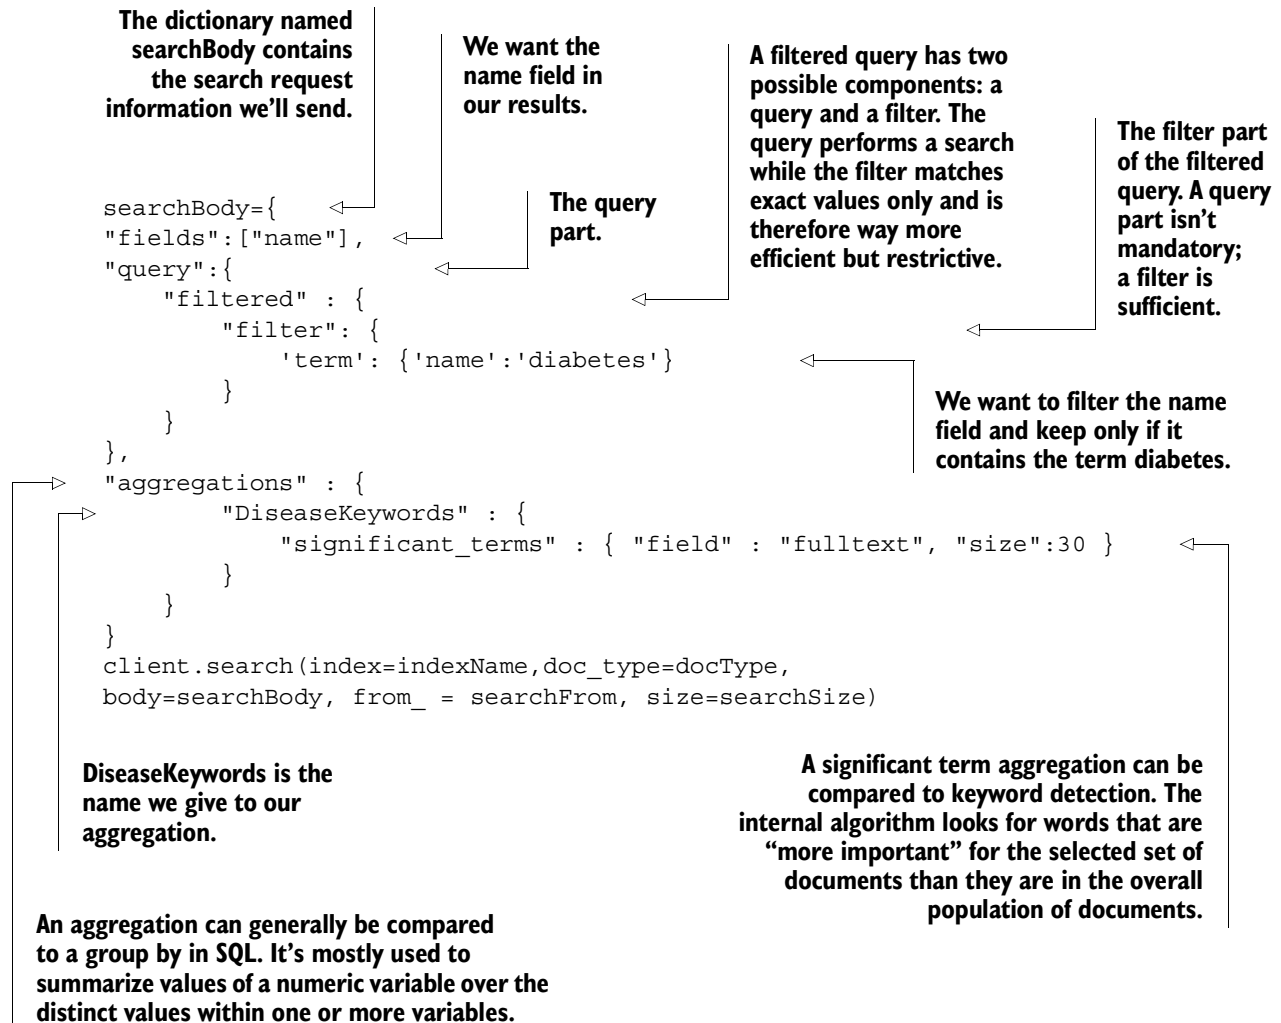 The dictionary named
searchBody contains
the search request
information we'll send.
We want the
name field in
our results.
A filtered query has two
possible components: a
query and a filter. The
query performs a search
while the filter matches
exact values only and is
therefore way more
efficient but restrictive.
The filter part
of the filtered
query. A query
part isn't
mandatory;
a filter is
sufficient.
The query
part.
searchBody={
"fields":["name"],
"query":{
    "filtered" : {
        "filter": {
            'term': {'name':'diabetes'}
        }
    }
},
"aggregations" : {
        "DiseaseKeywords" : {
            "significant_terms" : { "field" : "fulltext", "size":30 }
        }
    }
}
client.search(index=indexName,doc_type=docType,
body=searchBody, from_ = searchFrom, size=searchSize)
We want to filter the name
field and keep only if it
contains the term diabetes.
DiseaseKeywords is the
name we give to our
aggregation.
A significant term aggregation can be
compared to keyword detection. The
internal algorithm looks for words that are
“more important” for the selected set of
documents than they are in the overall
population of documents.
An aggregation can generally be compared
to a group by in SQL. It's mostly used to
summarize values of a numeric variable over the
distinct values within one or more variables.